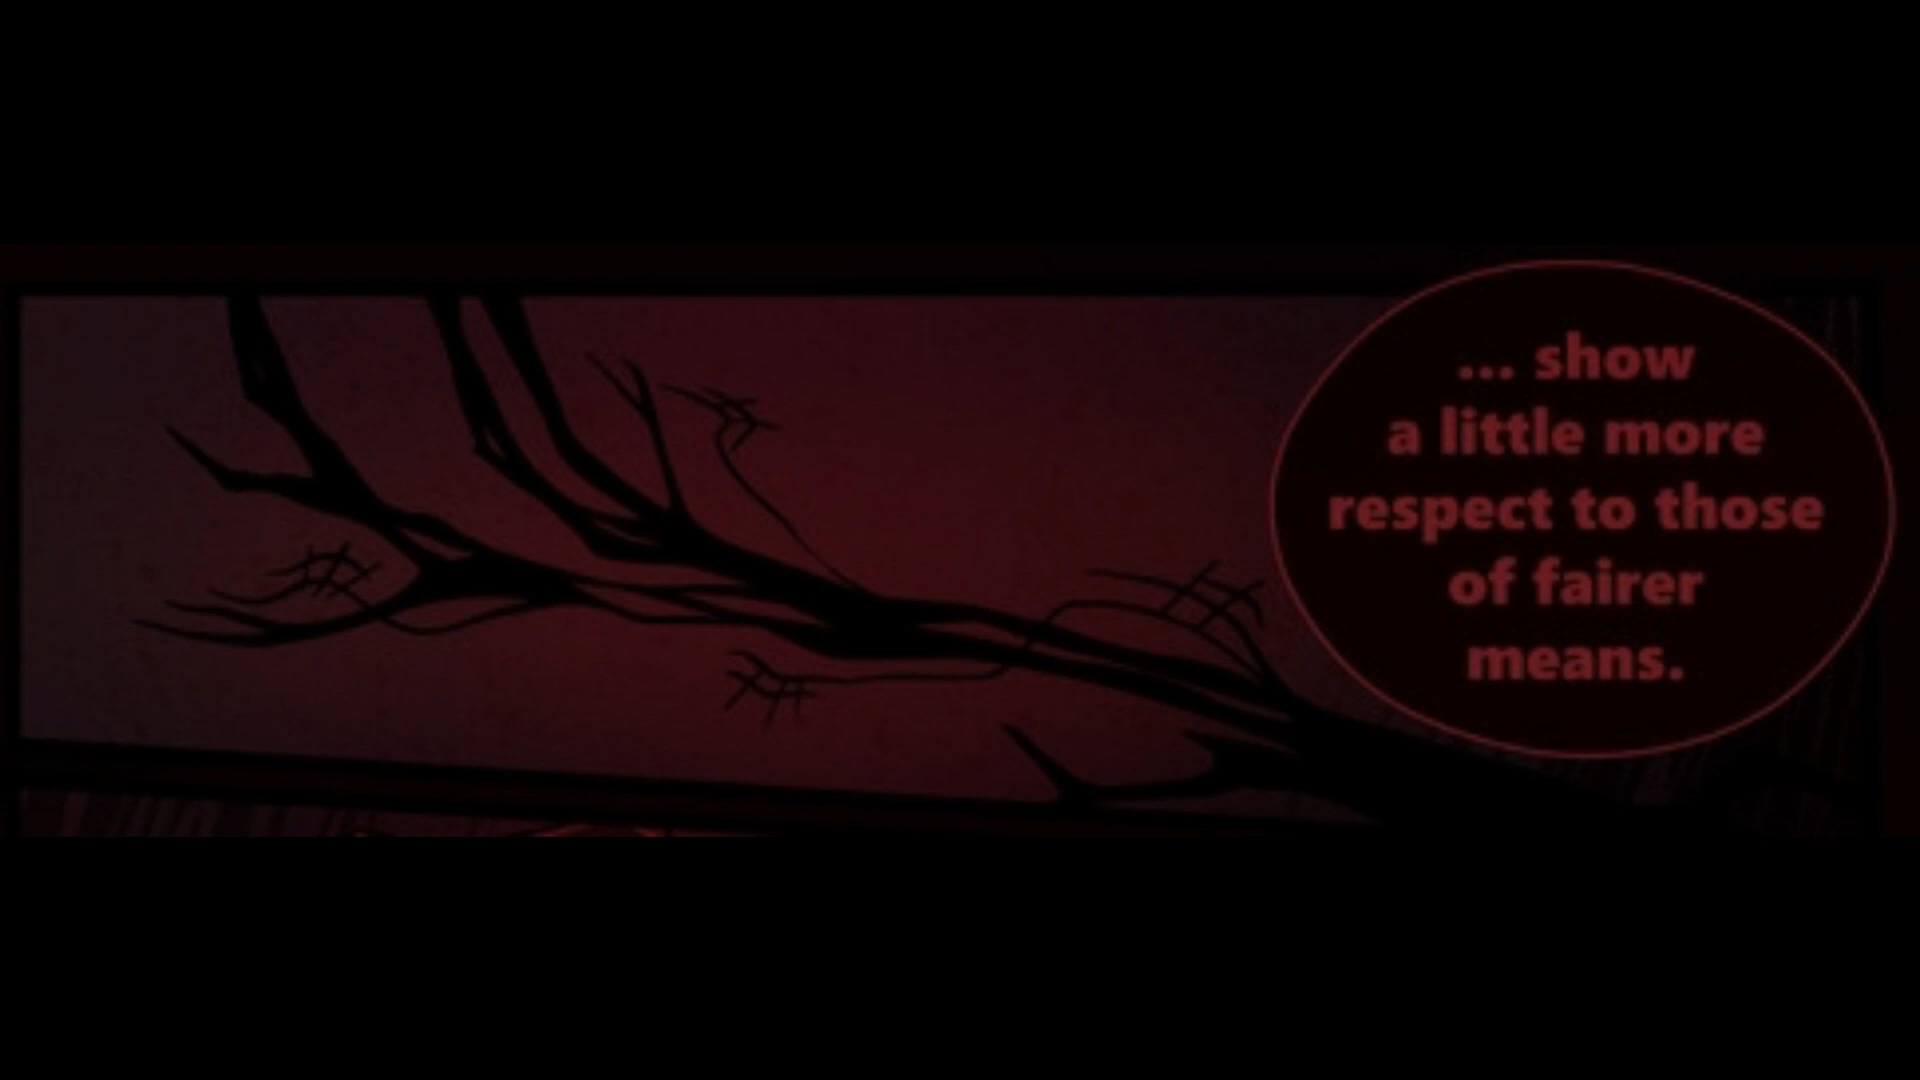 ... show
a little more
respect to those
of fairer
means.